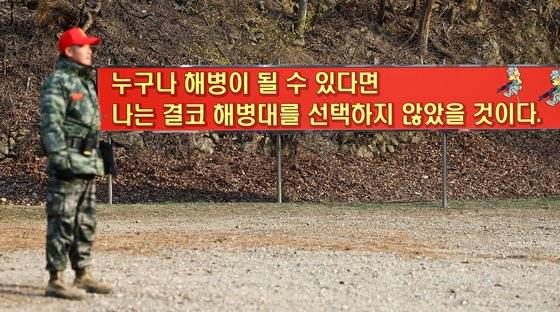 누구나 해병이 될 수 있다면
나는 결코 해병대를 선택하지 않았을 것이다.